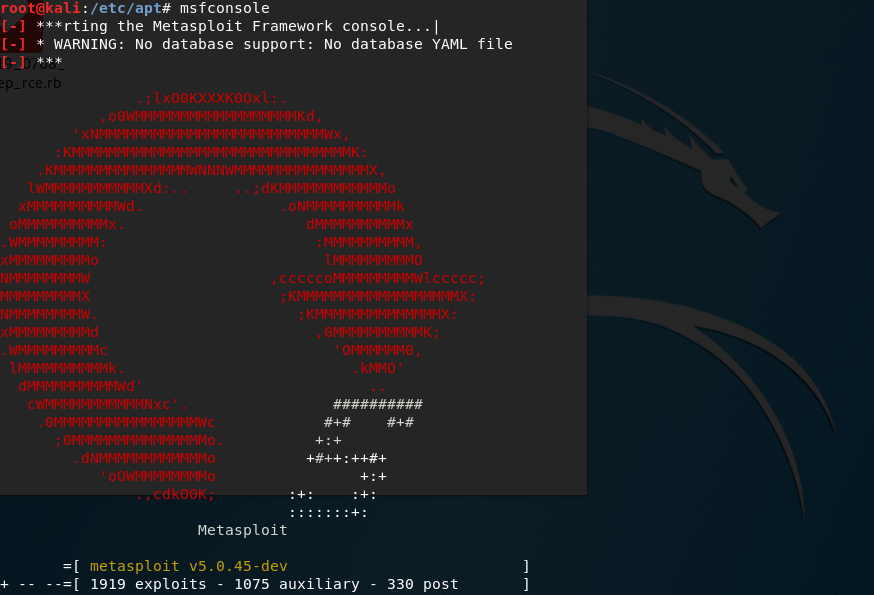 root@kali:/etc/apt# msfconsole
[-] ***rting the Metasploit Framework console...|
[-] * WARNING: No database support: No database YAML file
[-] ***
ep_rce.rb
.;lxO0KXXXK0Oxl:.
,o0WMMMMMMMMMMMMMMMMMMKd,
'xNMMMMMMMMMMMMMMMMMMMMMMMMMWx,
:KMMMMMMMMMMMMMMMMMMMMMMMMMMMMMMMK:
.KMMMMMMMMMMMMMMMWNNNWMMMMMMMMMMMMMMMX,
lWMMMMMMMMMMMXd:..     ..;dKMMMMMMMMMMMMo
xMMMMMMMMMMWd.               .oNMMMMMMMMMMk
oMMMMMMMMMMx.                    dMMMMMMMMMMx
.WMMMMMMMMM:                       :MMMMMMMMMM,
xMMMMMMMMMo                         lMMMMMMMMMO
NMMMMMMMMW                    ,cccccoMMMMMMMMMWlccccc;
MMMMMMMMMX                     ;KMMMMMMMMMMMMMMMMMMX:
NMMMMMMMMW.                      ;KMMMMMMMMMMMMMMX:
xMMMMMMMMMd                        ,0MMMMMMMMMMK;
.WMMMMMMMMMc                         'OMMMMMM0,
lMMMMMMMMMMk.                         .kMMO'
dMMMMMMMMMMWd'                         ..
cWMMMMMMMMMMMNxc'.                ##########
.0MMMMMMMMMMMMMMMMWc            #+#    #+#
;0MMMMMMMMMMMMMMMo.          +:+
.dNMMMMMMMMMMMMo          +#++:++#+
'oOWMMMMMMMMo                +:+
.,cdkO0K;        :+:    :+:
:::::::+:
Metasploit
=[ metasploit v5.0.45-dev                          ]
+ -- --=[ 1919 exploits - 1075 auxiliary - 330 post       ]